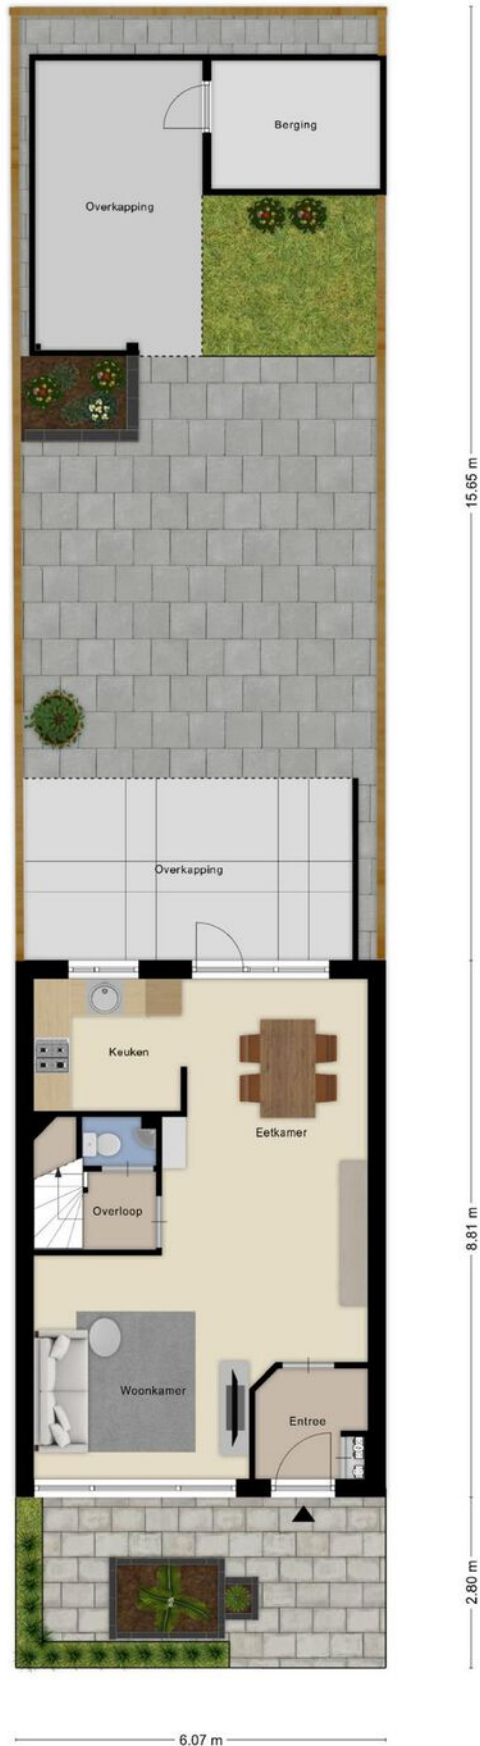 Berging
Overkapping
15.65 m
Overkapping
Keuken
Eetkamer
Overloop
8.81 m
Woonkamer
Entree
2.80 m
6.07 m